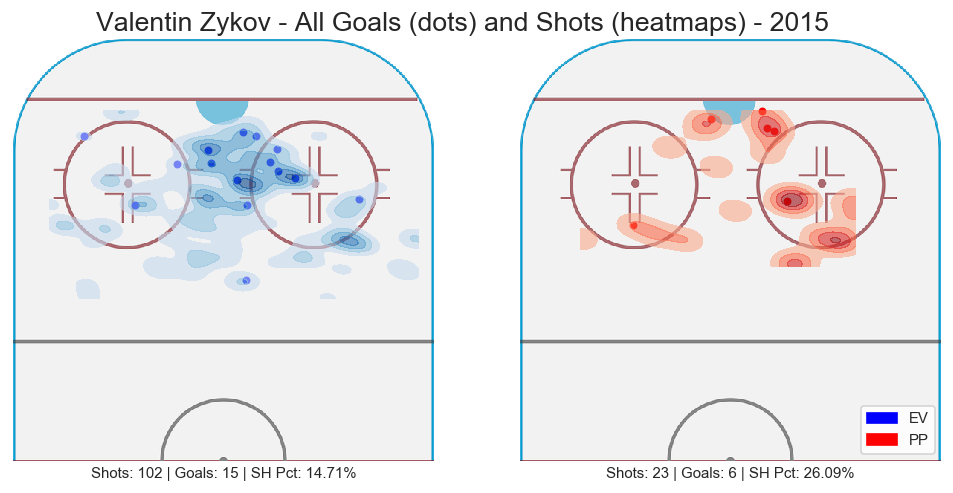 Valentin Zykov - All Goals (dots) and Shots (heatmaps) - 2015
EV
PP
Shots: 102 | Goals: 15 | SH Pct: 14.71%
Shots: 23 | Goals: 6 | SH Pct: 26.09%